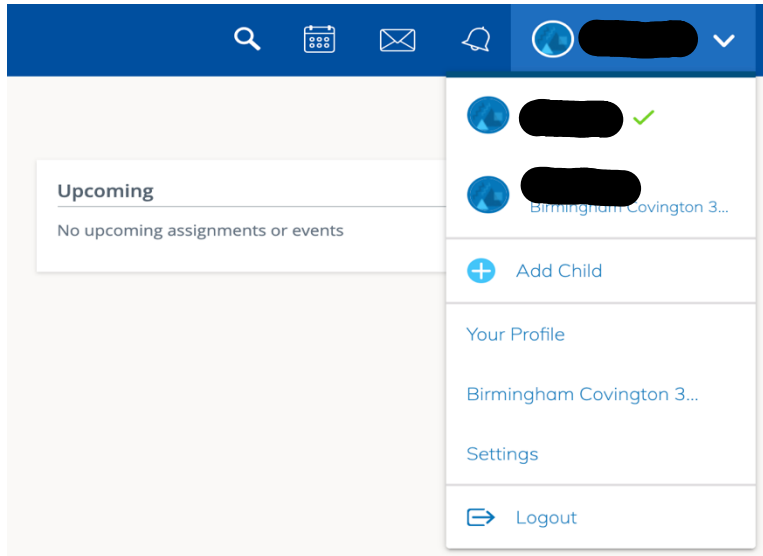 Upcoming
No upcoming assignments or events
Birmingham Covington 3...
Add Child
Your Profile
Birmingham Covington 3...
Settings
Logout